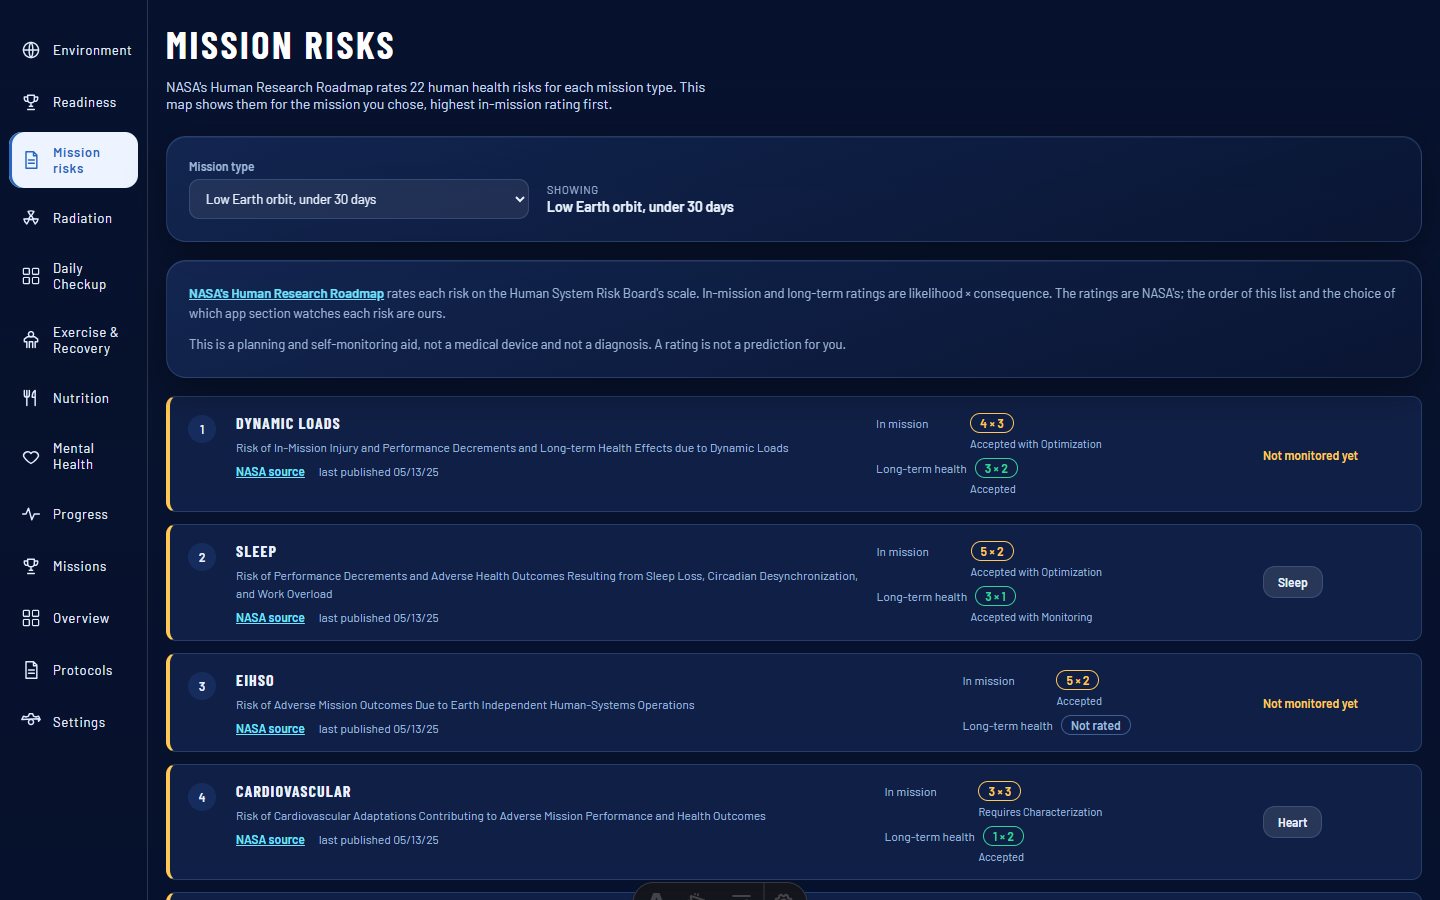 Environment
Readiness
Mission
risks
Radiation
Daily
Checkup
Exercise &
Recovery
Nutrition
Mental
Health
Progress
Missions
Overview
Protocols
Settings
MISSION RISKS
NASA's Human Research Roadmap rates 22 human health risks for each mission type. This
map shows them for the mission you chose, highest in-mission rating first.
Mission type
Low Earth orbit, under 30 days
SHOWING
Low Earth orbit, under 30 days
NASA's Human Research Roadmap rates each risk on the Human System Risk Board's scale. In-mission and long-term ratings are likelihood × consequence. The ratings are NASA's; the order of this list and the choice of
which app section watches each risk are ours.
This is a planning and self-monitoring aid, not a medical device and not a diagnosis. A rating is not a prediction for you.
1
DYNAMIC LOADS
Risk of In-Mission Injury and Performance Decrements and Long-term Health Effects due to Dynamic Loads
NASA source last published 05/13/25
In mission 4 × 3
Accepted with Optimization
Long-term health 3 × 2
Accepted
Not monitored yet
2
SLEEP
Risk of Performance Decrements and Adverse Health Outcomes Resulting from Sleep Loss, Circadian Desynchronization,
and Work Overload
NASA source last published 05/13/25
In mission 5 × 2
Accepted with Optimization
Long-term health 3 × 1
Accepted with Monitoring
Sleep
3
EIHSO
Risk of Adverse Mission Outcomes Due to Earth Independent Human-Systems Operations
NASA source last published 05/13/25
In mission 5 × 2
Accepted
Long-term health Not rated
Not monitored yet
4
CARDIOVASCULAR
Risk of Cardiovascular Adaptations Contributing to Adverse Mission Performance and Health Outcomes
NASA source last published 05/13/25
In mission 3 × 3
Requires Characterization
Long-term health 1 × 2
Accepted
Heart